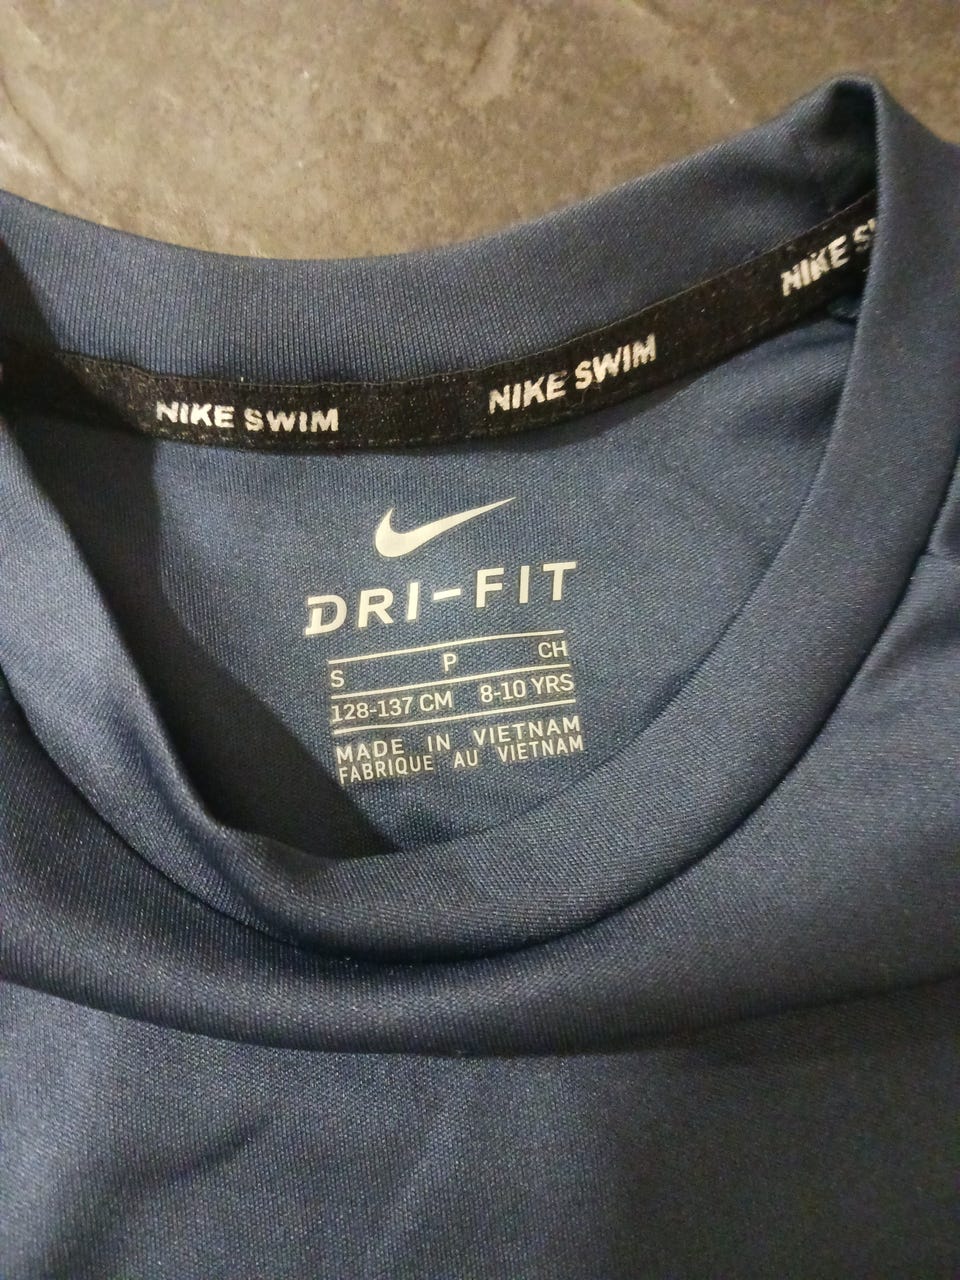 NIKE SWIM NIKE SWIM NIKE
DRI-FIT
S P CH
128-137 CM 8-10 YRS
MADE IN VIETNAM
FABRIQUE AU VIETNAM